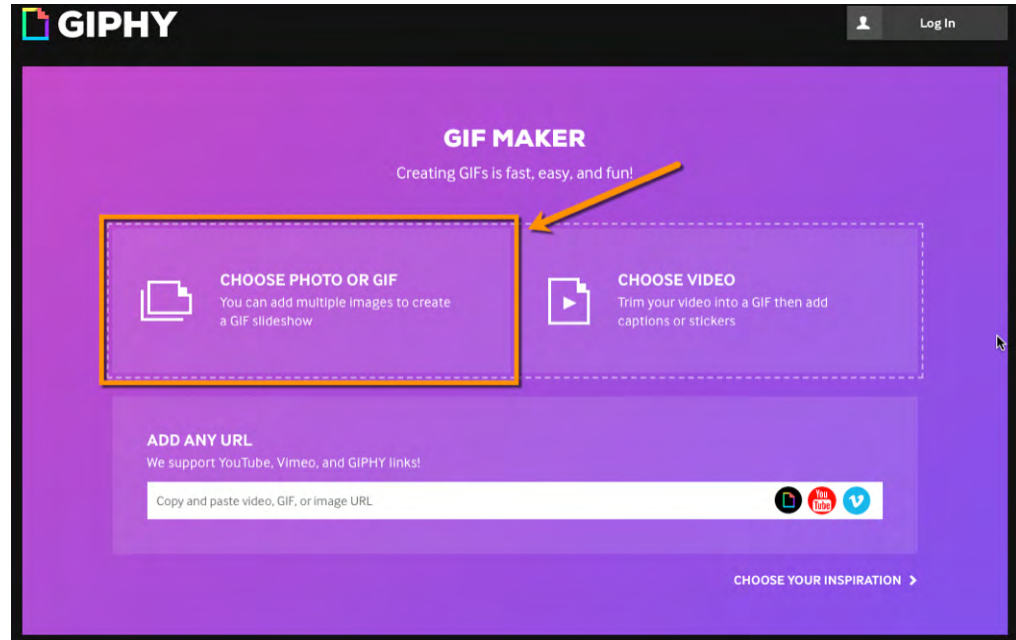 GIPHY
Log In
GIF MAKER
Creating GIFs is fast, easy, and fun!
CHOOSE PHOTO OR GIF
You can add multiple images to create
a GIF slideshow
CHOOSE VIDEO
Trim your video into a GIF then add
captions or stickers
ADD ANY URL
We support YouTube, Vimeo, and GIPHY links!
Copy and paste video, GIF, or image URL
You
Tube
CHOOSE YOUR INSPIRATION